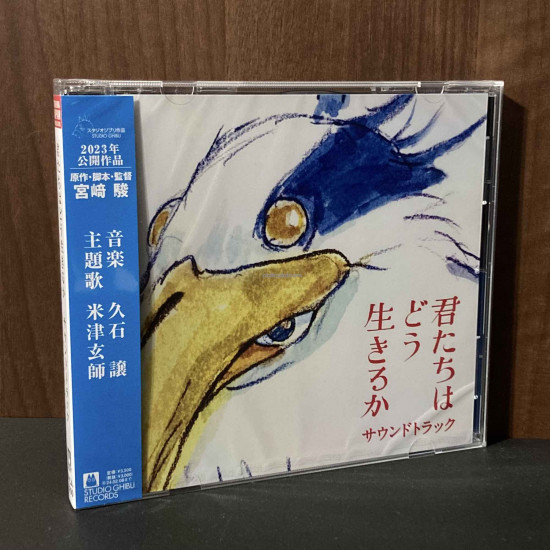 スタジオジブリ作品
STUDIO GHIBLI
2023年
公開作品
原作・脚本・監督
宮﨑 駿
音楽 久石 譲
主題歌 米津玄師
STUDIO GHIBLI
RECORDS
君たちは
どう
生きるか
サウンドトラック